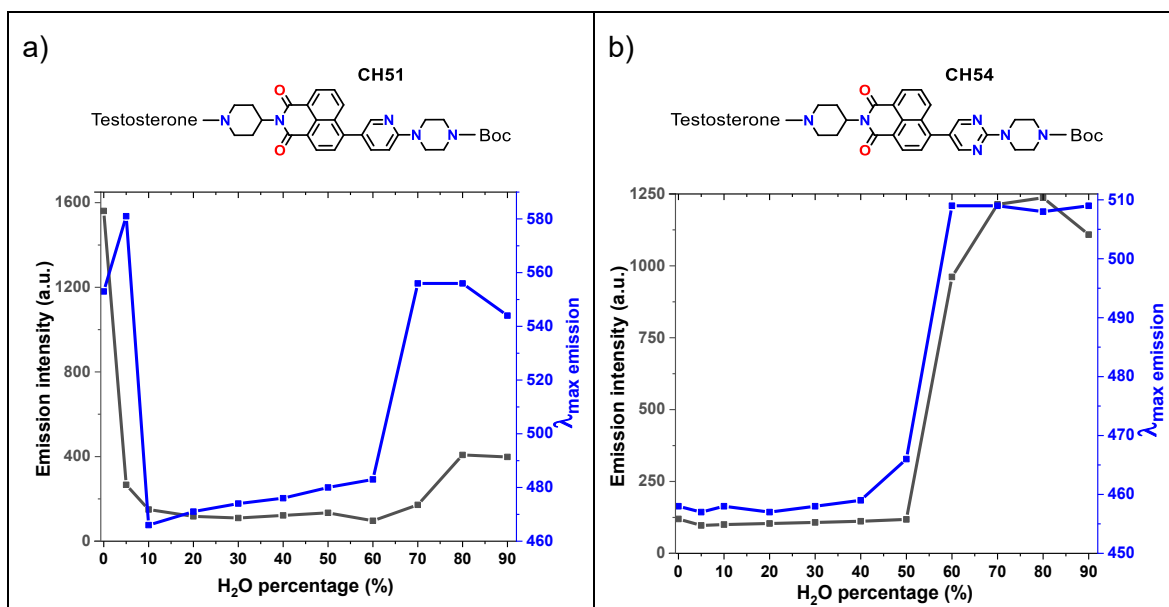 a)
CH51
O
Testosterone N N N N N Boc
O
Emission intensity (a.u.)
1600
1200
800
400
0
580
560
540
520
500
480
460
λmax emission
0 10 20 30 40 50 60 70 80 90
H₂O percentage (%)
b)
CH54
O
Testosterone N N N N N N Boc
O
Emission intensity (a.u.)
1250
1000
750
500
250
0
510
500
490
480
470
460
450
λmax emission
0 10 20 30 40 50 60 70 80 90
H₂O percentage (%)